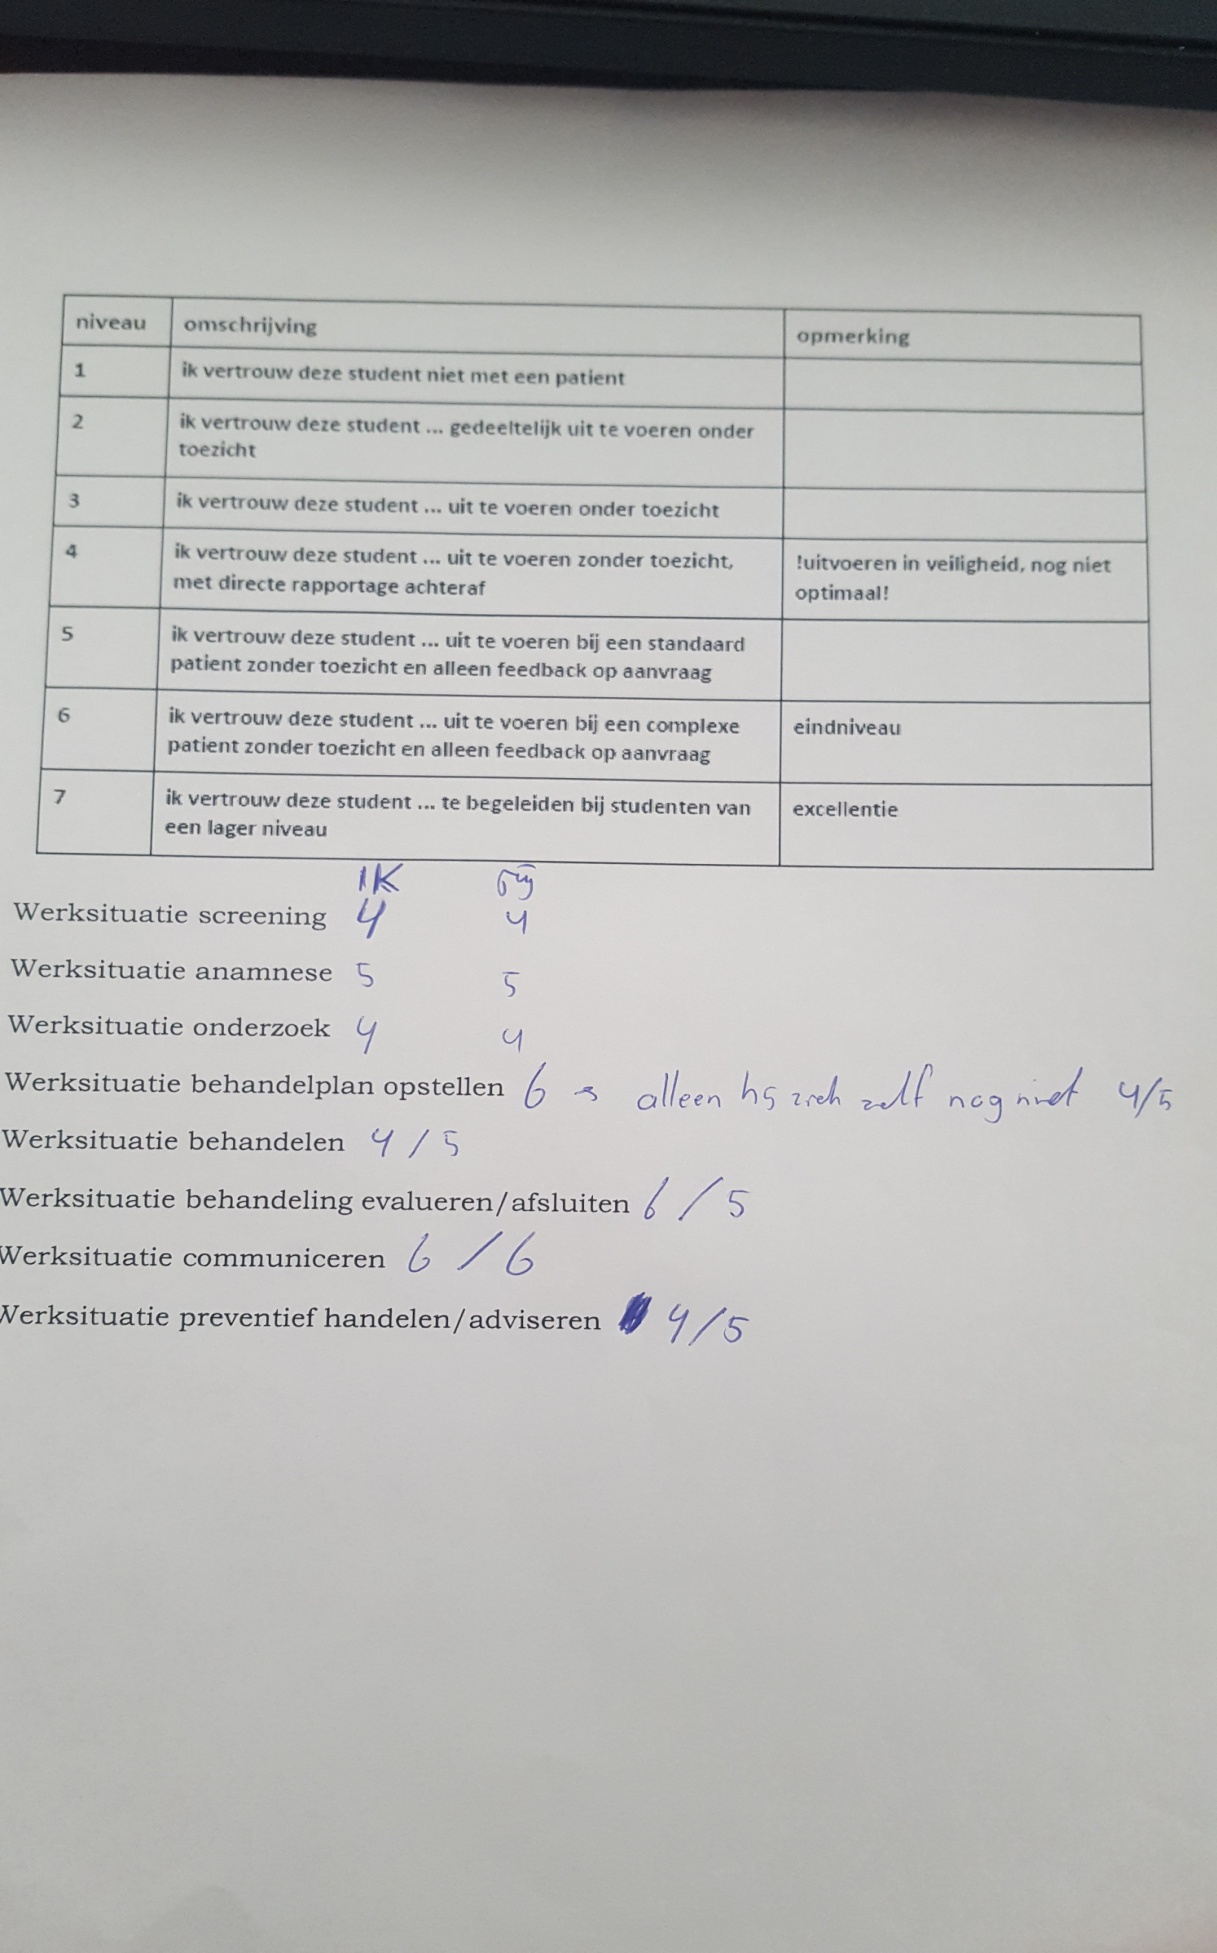 niveau omschrijving opmerking
1 ik vertrouw deze student niet met een patient
2 ik vertrouw deze student ... gedeeltelijk uit te voeren onder
toezicht
3 ik vertrouw deze student ... uit te voeren onder toezicht
4 ik vertrouw deze student ... uit te voeren zonder toezicht, !uitvoeren in veiligheid, nog niet
met directe rapportage achteraf optimaal!
5 ik vertrouw deze student ... uit te voeren bij een standaard
patient zonder toezicht en alleen feedback op aanvraag
6 ik vertrouw deze student ... uit te voeren bij een complexe eindniveau
patient zonder toezicht en alleen feedback op aanvraag
7 ik vertrouw deze student ... te begeleiden bij studenten van excellentie
een lager niveau
IK
Werksituatie screening 4 4
Werksituatie anamnese 5 5
Werksituatie onderzoek 4 4
Werksituatie behandelplan opstellen 6 → alleen zich zelf nog niet 4/5
Werksituatie behandelen 4 / 5
Werksituatie behandeling evalueren/afsluiten 6 / 5
Werksituatie communiceren 6 / 6
Werksituatie preventief handelen/adviseren 4/5